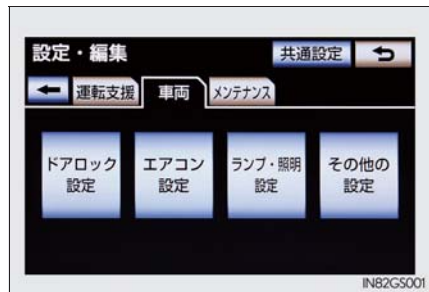 設定・編集
共通設定
運転支援
車両
メンテナンス
ドアロック
設定
エアコン
設定
ランプ・照明
設定
その他の
設定
IN82GS001